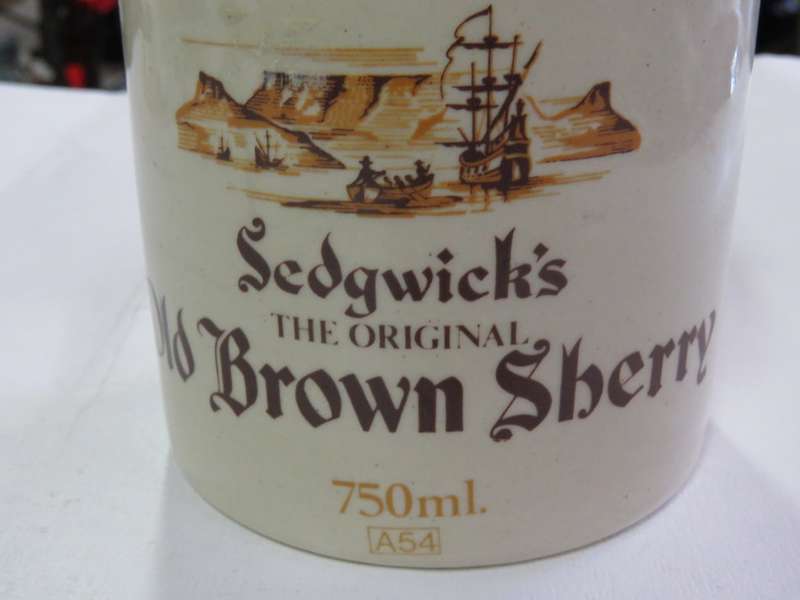 Sedgwick's
THE ORIGINAL
Old Brown Sherry
750ml.
A54